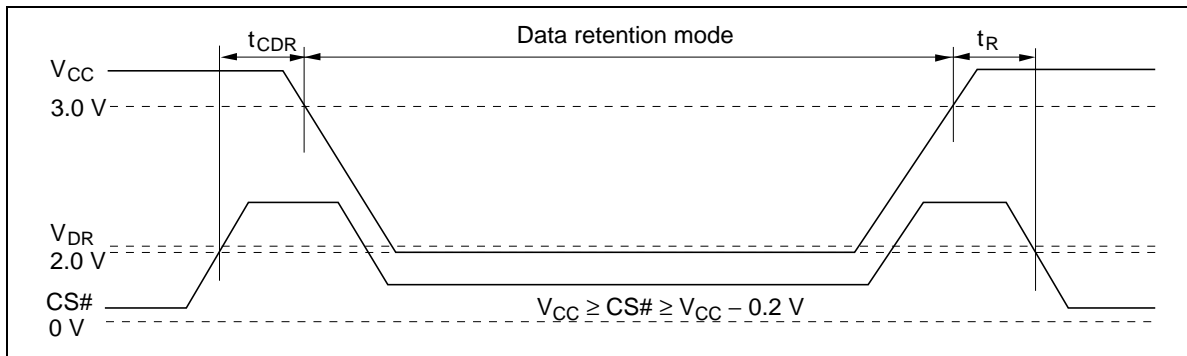 tCDR Data retention mode tR
VCC
3.0 V
VDR
2.0 V
CS#
0 V
VCC ≥ CS# ≥ VCC – 0.2 V